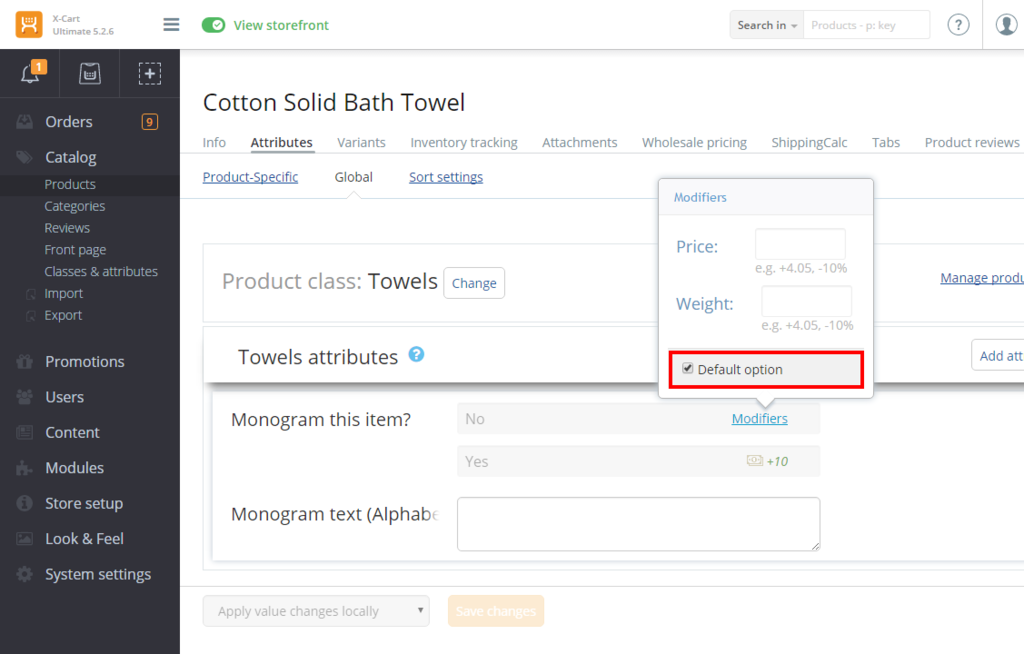 X-Cart
Ultimate 5.2.6
View storefront
Search in
Products - p: key
?
1
Orders
9
Catalog
Products
Categories
Reviews
Front page
Classes & attributes
Import
Export
Promotions
Users
Content
Modules
Store setup
Look & Feel
System settings
Cotton Solid Bath Towel
Info Attributes Variants Inventory tracking Attachments Wholesale pricing ShippingCalc Tabs Product reviews
Product-Specific Global Sort settings
Modifiers
Price:
e.g. +4.05, -10%
Weight:
e.g. +4.05, -10%
Default option
Product class: Towels Change
Manage produ
Towels attributes ?
Add att
Monogram this item? No Modifiers
Yes +10
Monogram text (Alphabe
Apply value changes locally
Save changes